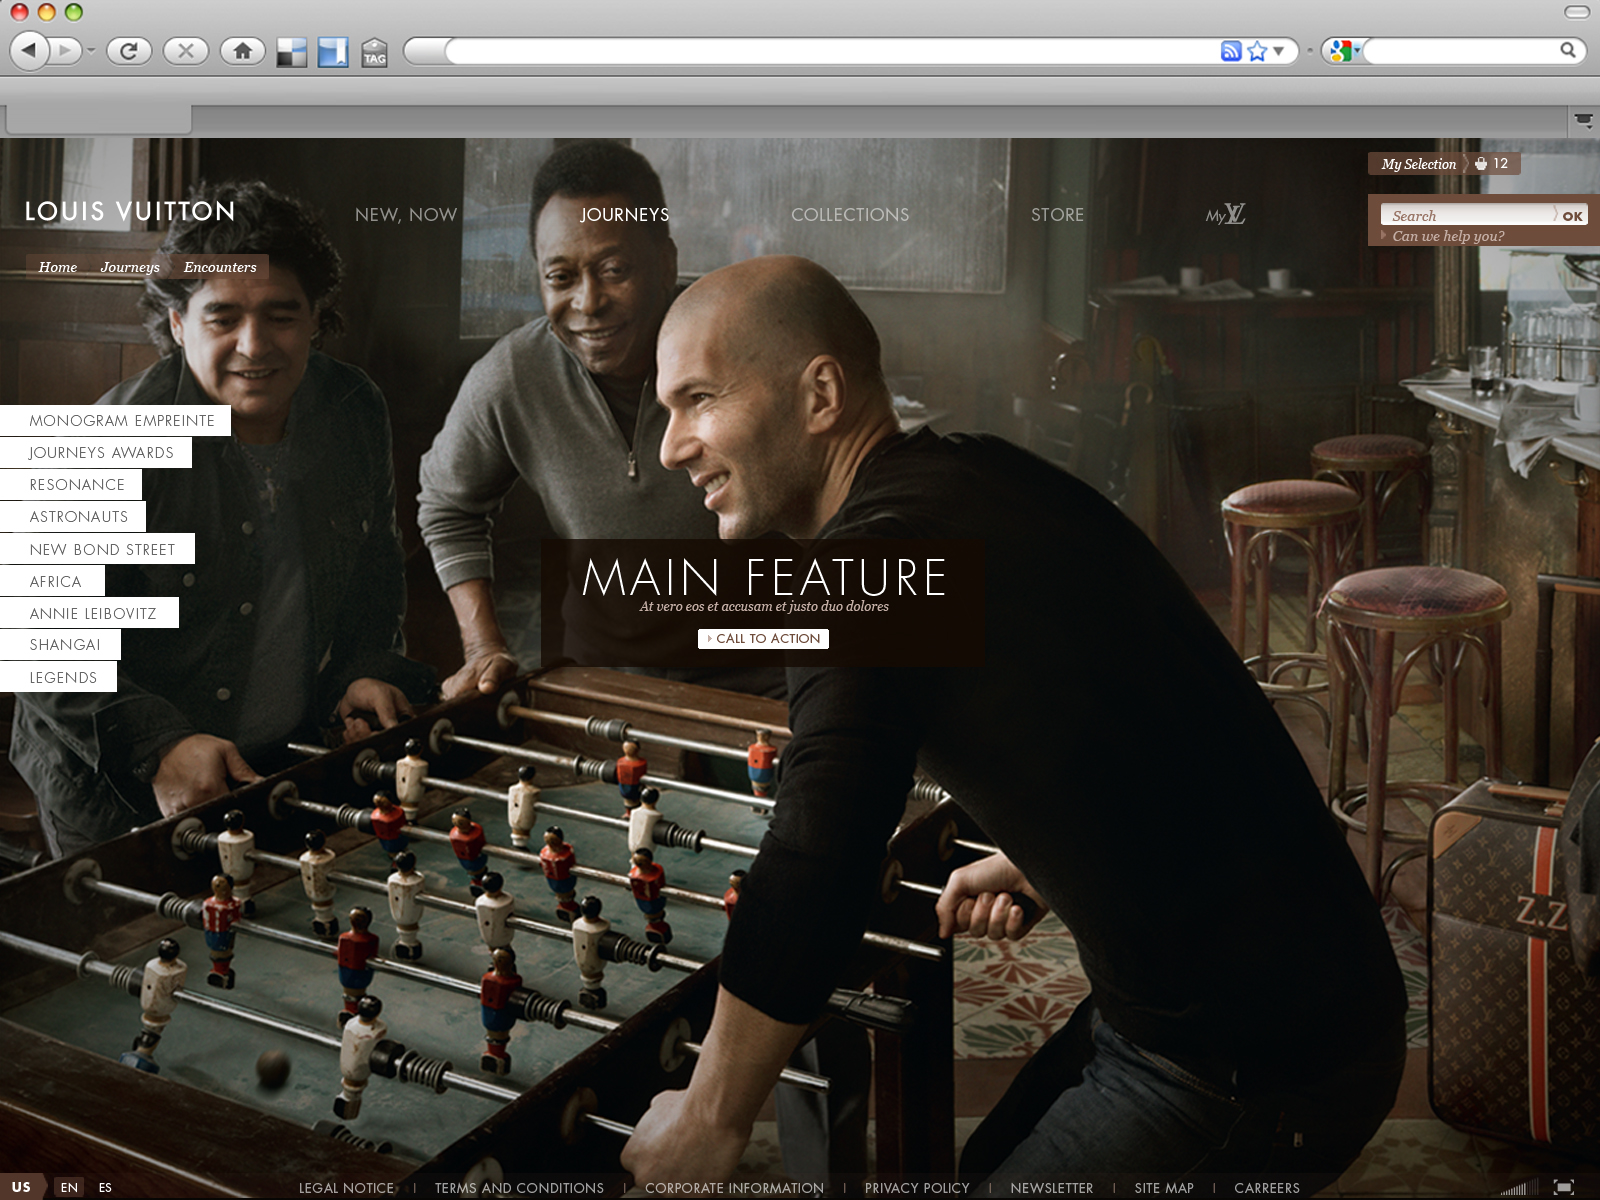 TAG
My Selection 12
LOUIS VUITTON
NEW, NOW
JOURNEYS
COLLECTIONS
STORE
My LV
Search OK
Can we help you?
Home Journeys Encounters
MONOGRAM EMPREINTE
JOURNEYS AWARDS
RESONANCE
ASTRONAUTS
NEW BOND STREET
AFRICA
ANNIE LEIBOVITZ
SHANGAI
LEGENDS
MAIN FEATURE
At vero eos et accusam et justo duo dolores
CALL TO ACTION
Z.Z
US EN ES
LEGAL NOTICE | TERMS AND CONDITIONS | CORPORATE INFORMATION | PRIVACY POLICY | NEWSLETTER | SITE MAP | CARREERS